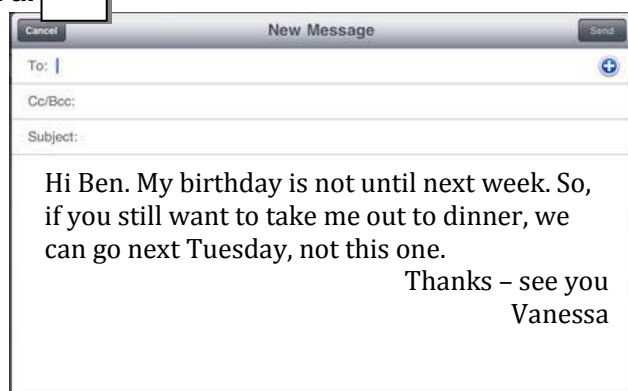 Cancel New Message Send
To:
Cc/Bcc:
Subject:
Hi Ben. My birthday is not until next week. So,
if you still want to take me out to dinner, we
can go next Tuesday, not this one.
Thanks – see you
Vanessa